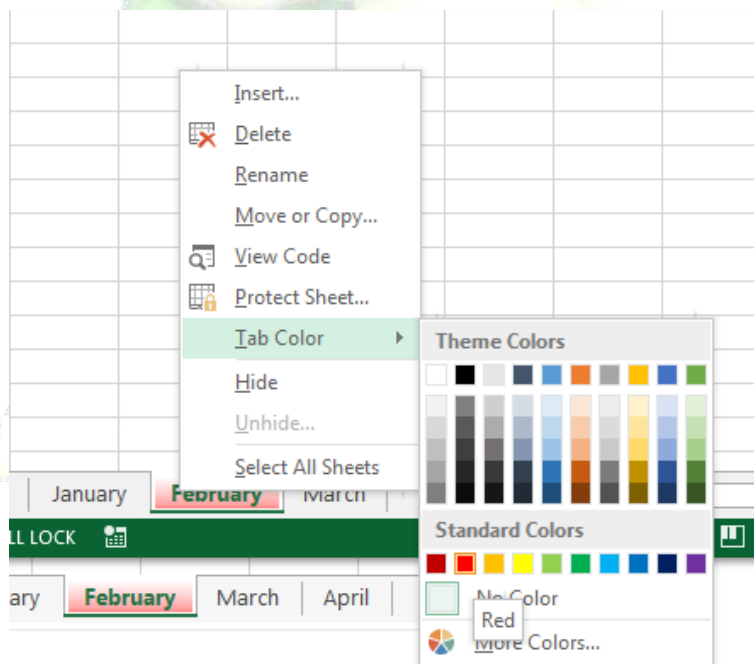 Insert...
Delete
Rename
Move or Copy...
View Code
Protect Sheet...
Tab Color
Hide
Unhide...
Select All Sheets
Theme Colors
Standard Colors
No Color
Red
More Colors...
January February March
LL LOCK
ary February March April